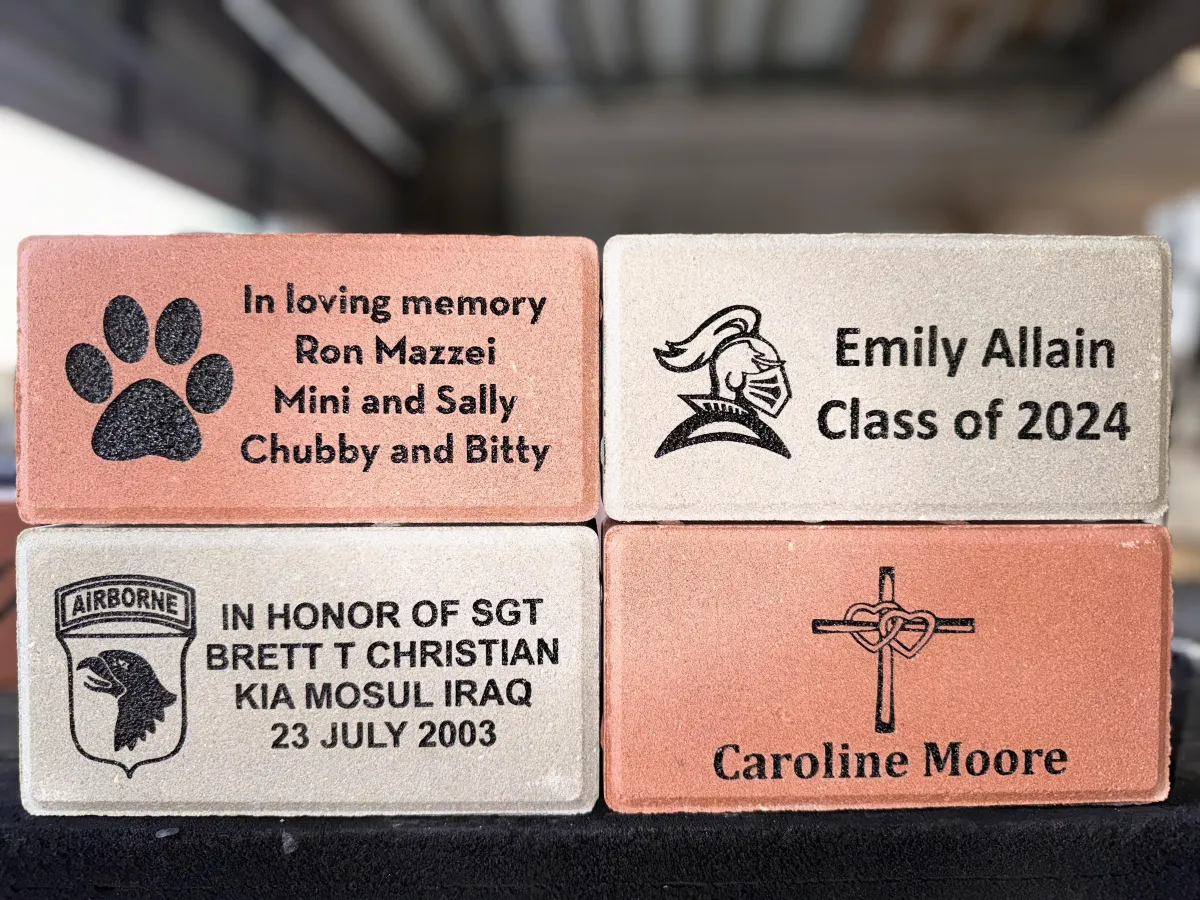 In loving memory
Ron Mazzei
Mini and Sally
Chubby and Bitty
Emily Allain
Class of 2024
AIRBORNE
IN HONOR OF SGT
BRETT T CHRISTIAN
KIA MOSUL IRAQ
23 JULY 2003
Caroline Moore